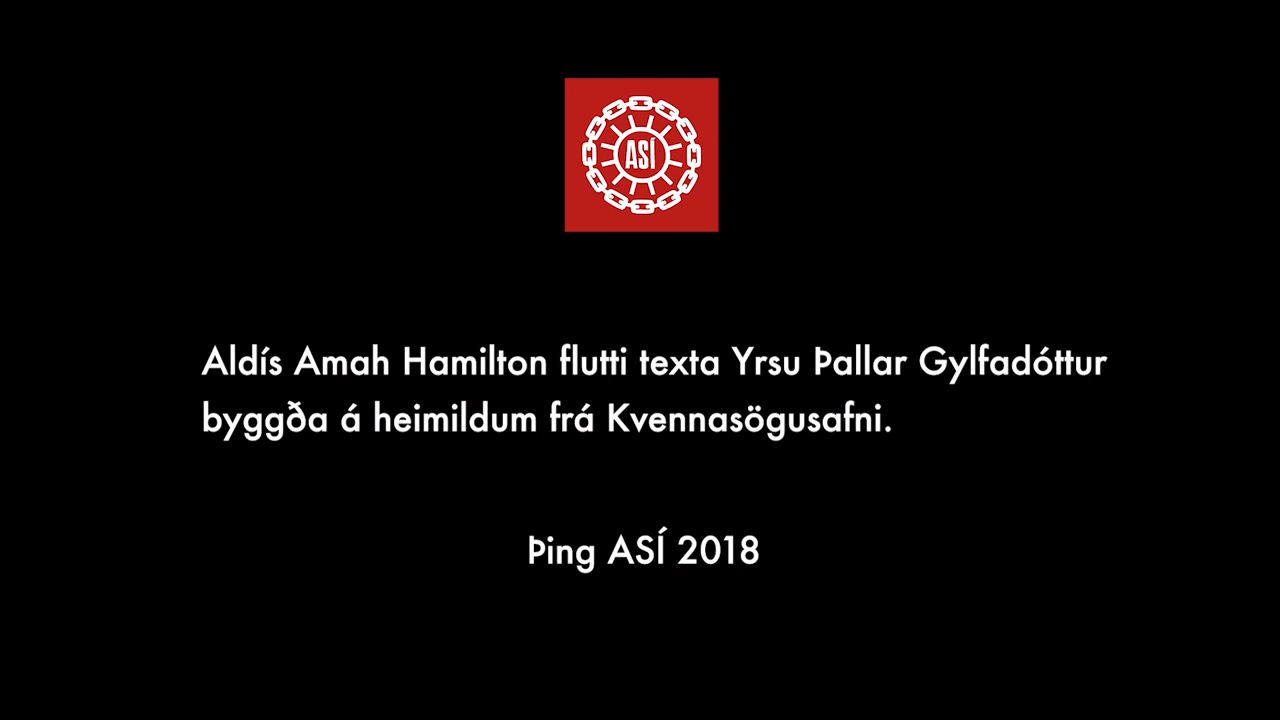 ASÍ
Aldís Amah Hamilton flutti texta Yrsu Þallar Gylfadóttur
byggða á heimildum frá Kvennasögusafni.
Þing ASÍ 2018